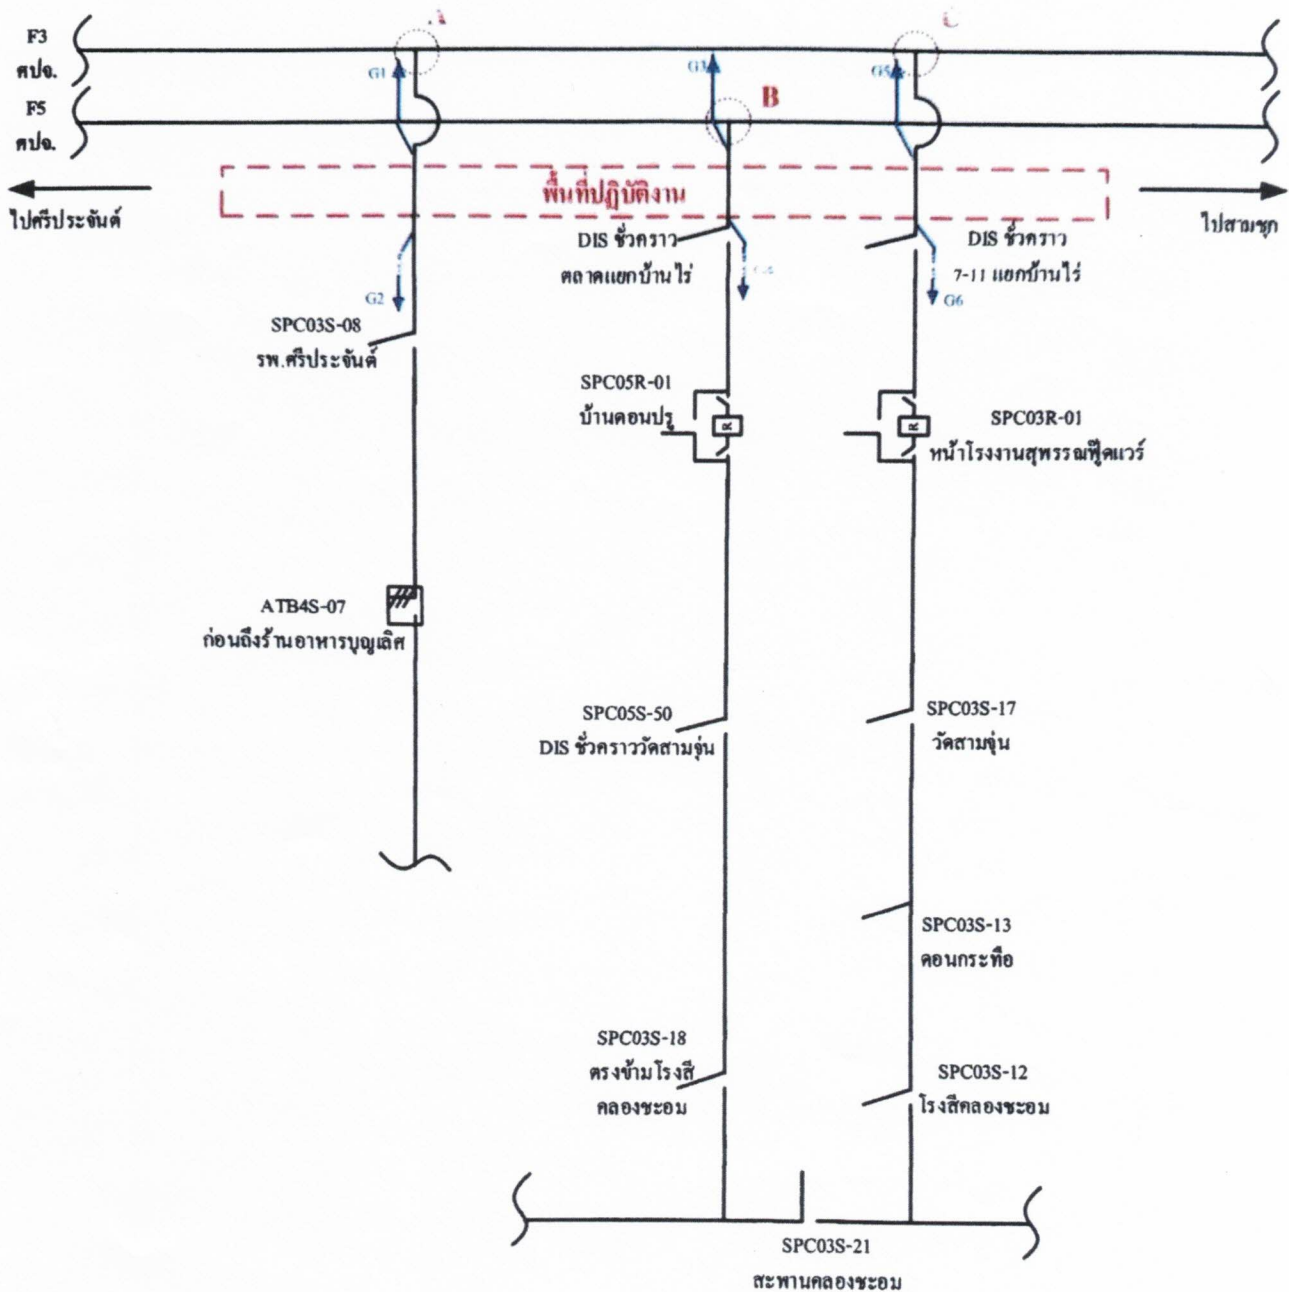 A
C
F3
ศปจ.
G1
G3
G5
B
F5
ศปจ.
พื้นที่ปฏิบัติงาน
ไปศรีประจันต์
ไปสามชุก
DIS ชั่วคราว
ตลาดแยกบ้านไร่
DIS ชั่วคราว
7-11 แยกบ้านไร่
G2
G6
SPC03S-08
รพ.ศรีประจันต์
SPC05R-01
บ้านดอนปรู
R
R
SPC03R-01
หน้าโรงงานสุพรรณฟู๊ดแวร์
ATB4S-07
ก่อนถึงร้านอาหารบุญเลิศ
SPC05S-50
DIS ชั่วคราววัดสามจุ่น
SPC03S-17
วัดสามจุ่น
SPC03S-13
ดอนกระทือ
SPC03S-18
ตรงข้ามโรงสี
คลองชะอม
SPC03S-12
โรงสีคลองชะอม
SPC03S-21
สะพานคลองชะอม